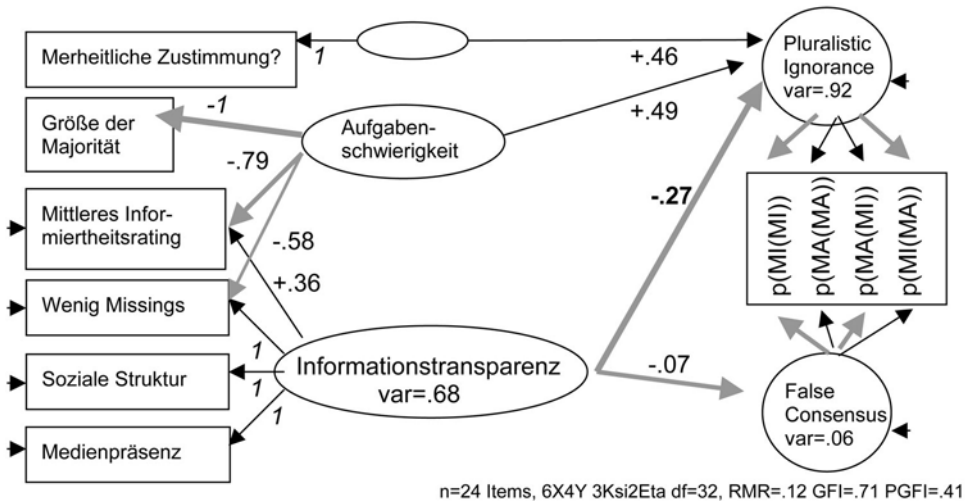 Merheitliche Zustimmung?
1
+.46
Pluralistic
Ignorance
var=.92
Größe der
Majorität
-1
Aufgaben-
schwierigkeit
+.49
-.79
Mittleres Infor-
miertheitsrating
-.58
+.36
-.27
p(MI(MI))
p(MA(MA))
p(MA(MI))
p(MI(MA))
Wenig Missings
1
Soziale Struktur
1
Informationstransparenz
var=.68
-.07
Medienpräsenz
1
False
Consensus
var=.06
n=24 Items, 6X4Y 3Ksi2Eta df=32, RMR=.12 GFI=.71 PGFI=.41